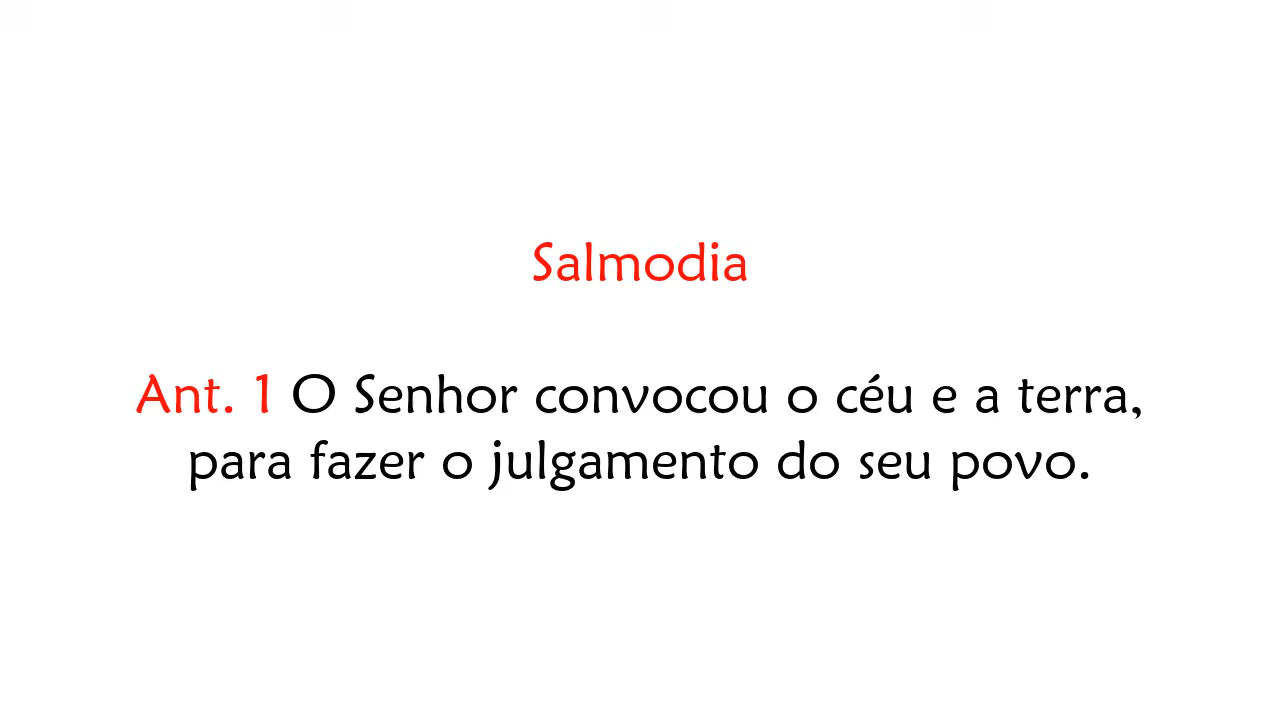 Salmodia
Ant. 1 O Senhor convocou o céu e a terra,
para fazer o julgamento do seu povo.